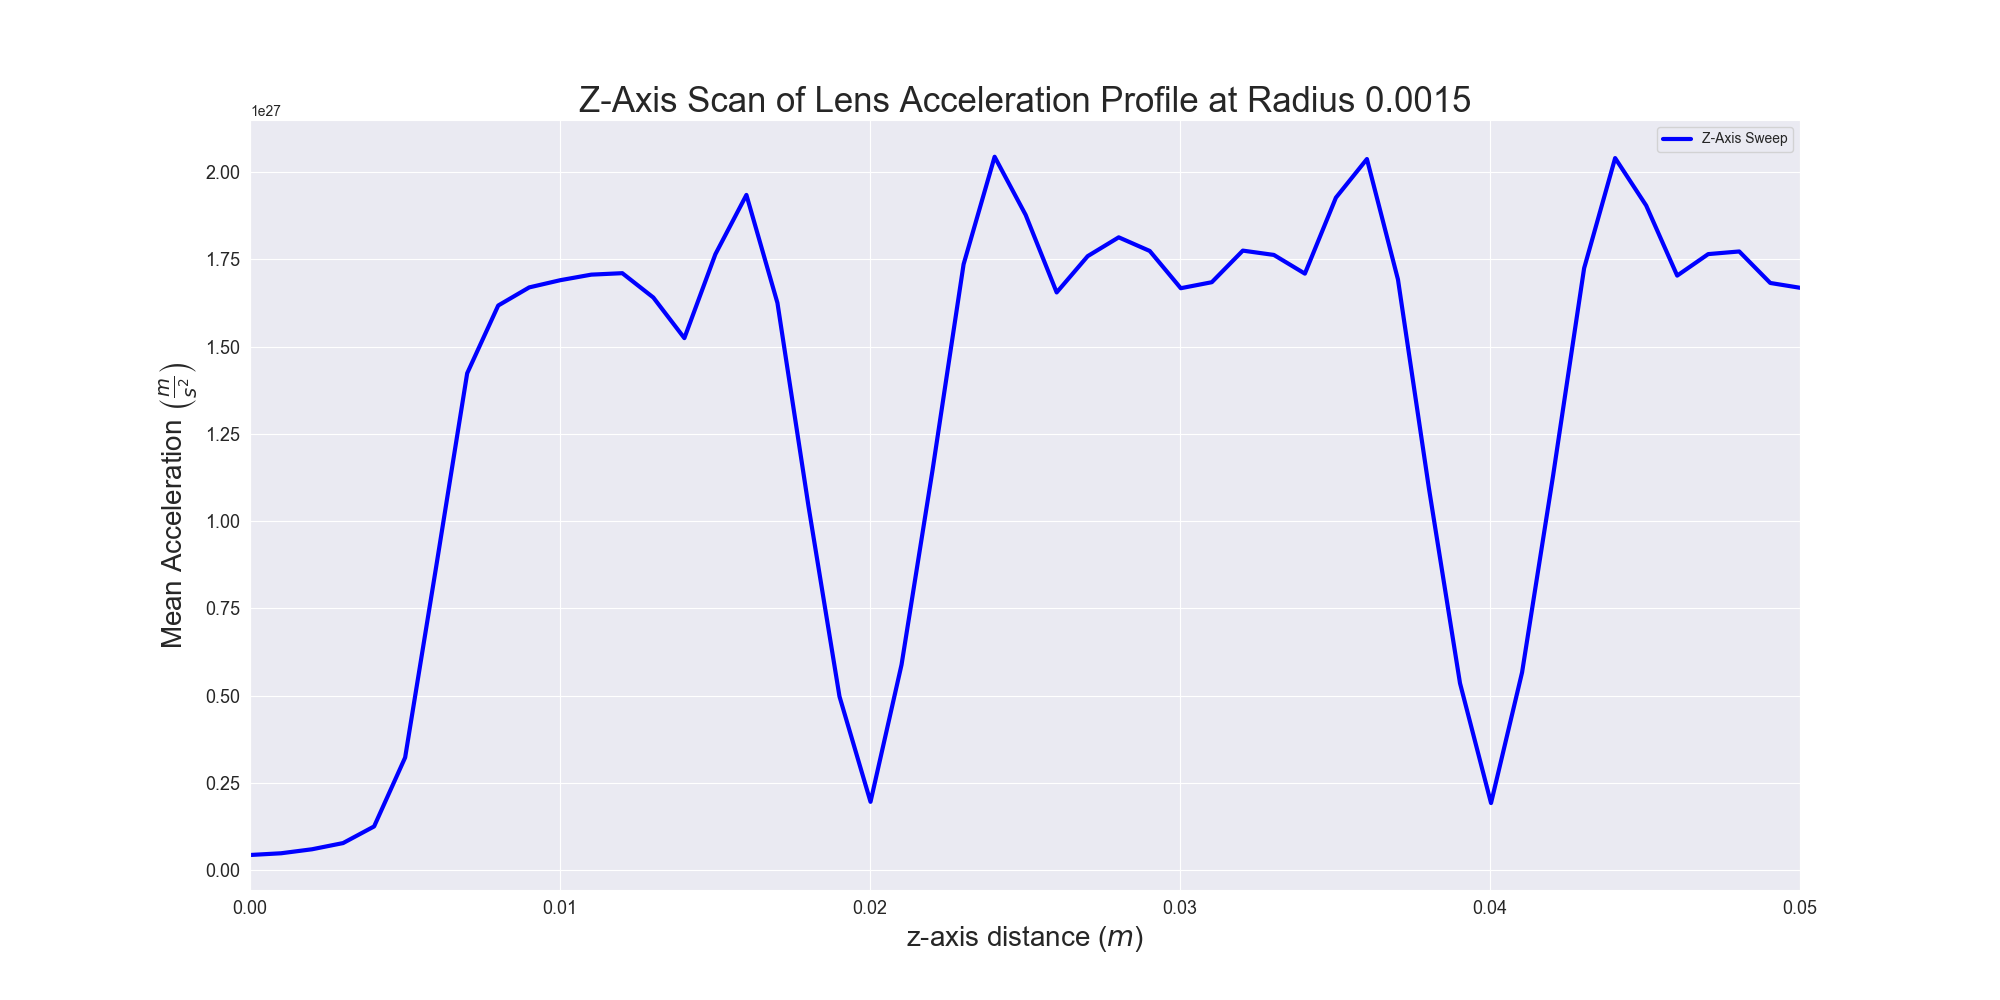 Z-Axis Scan of Lens Acceleration Profile at Radius 0.0015
1e27
Z-Axis Sweep
2.00
1.75
1.50
1.25
1.00
0.75
0.50
0.25
0.00
Mean Acceleration (m/s²)
0.00 0.01 0.02 0.03 0.04 0.05
z-axis distance (m)